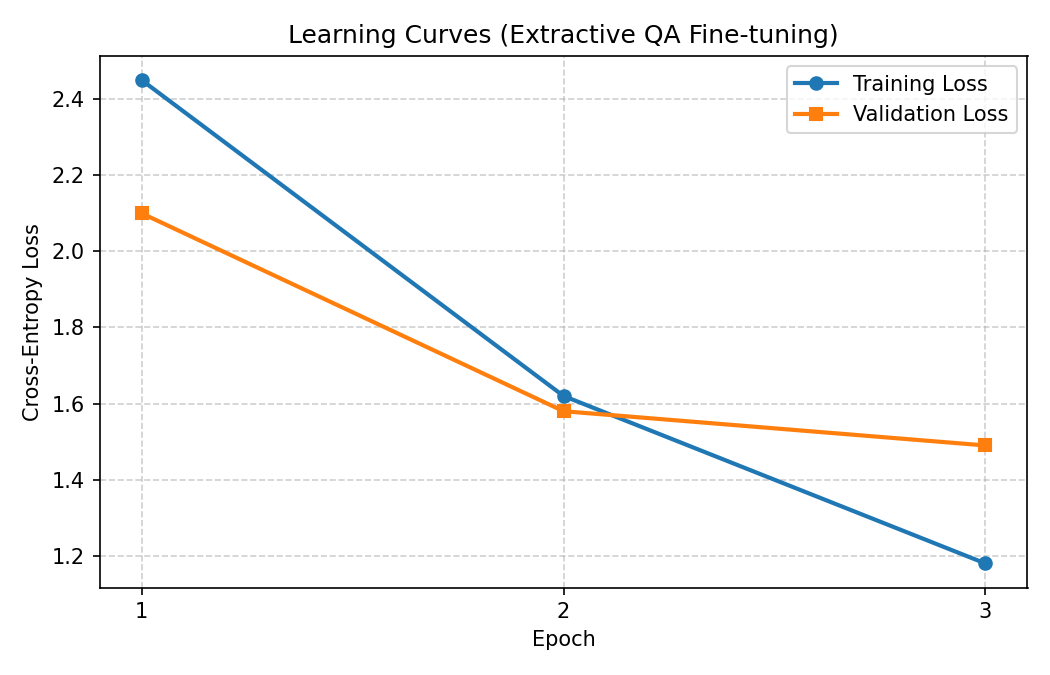 Learning Curves (Extractive QA Fine-tuning)
Training Loss
Validation Loss
Cross-Entropy Loss
2.4
2.2
2.0
1.8
1.6
1.4
1.2
1
2
3
Epoch